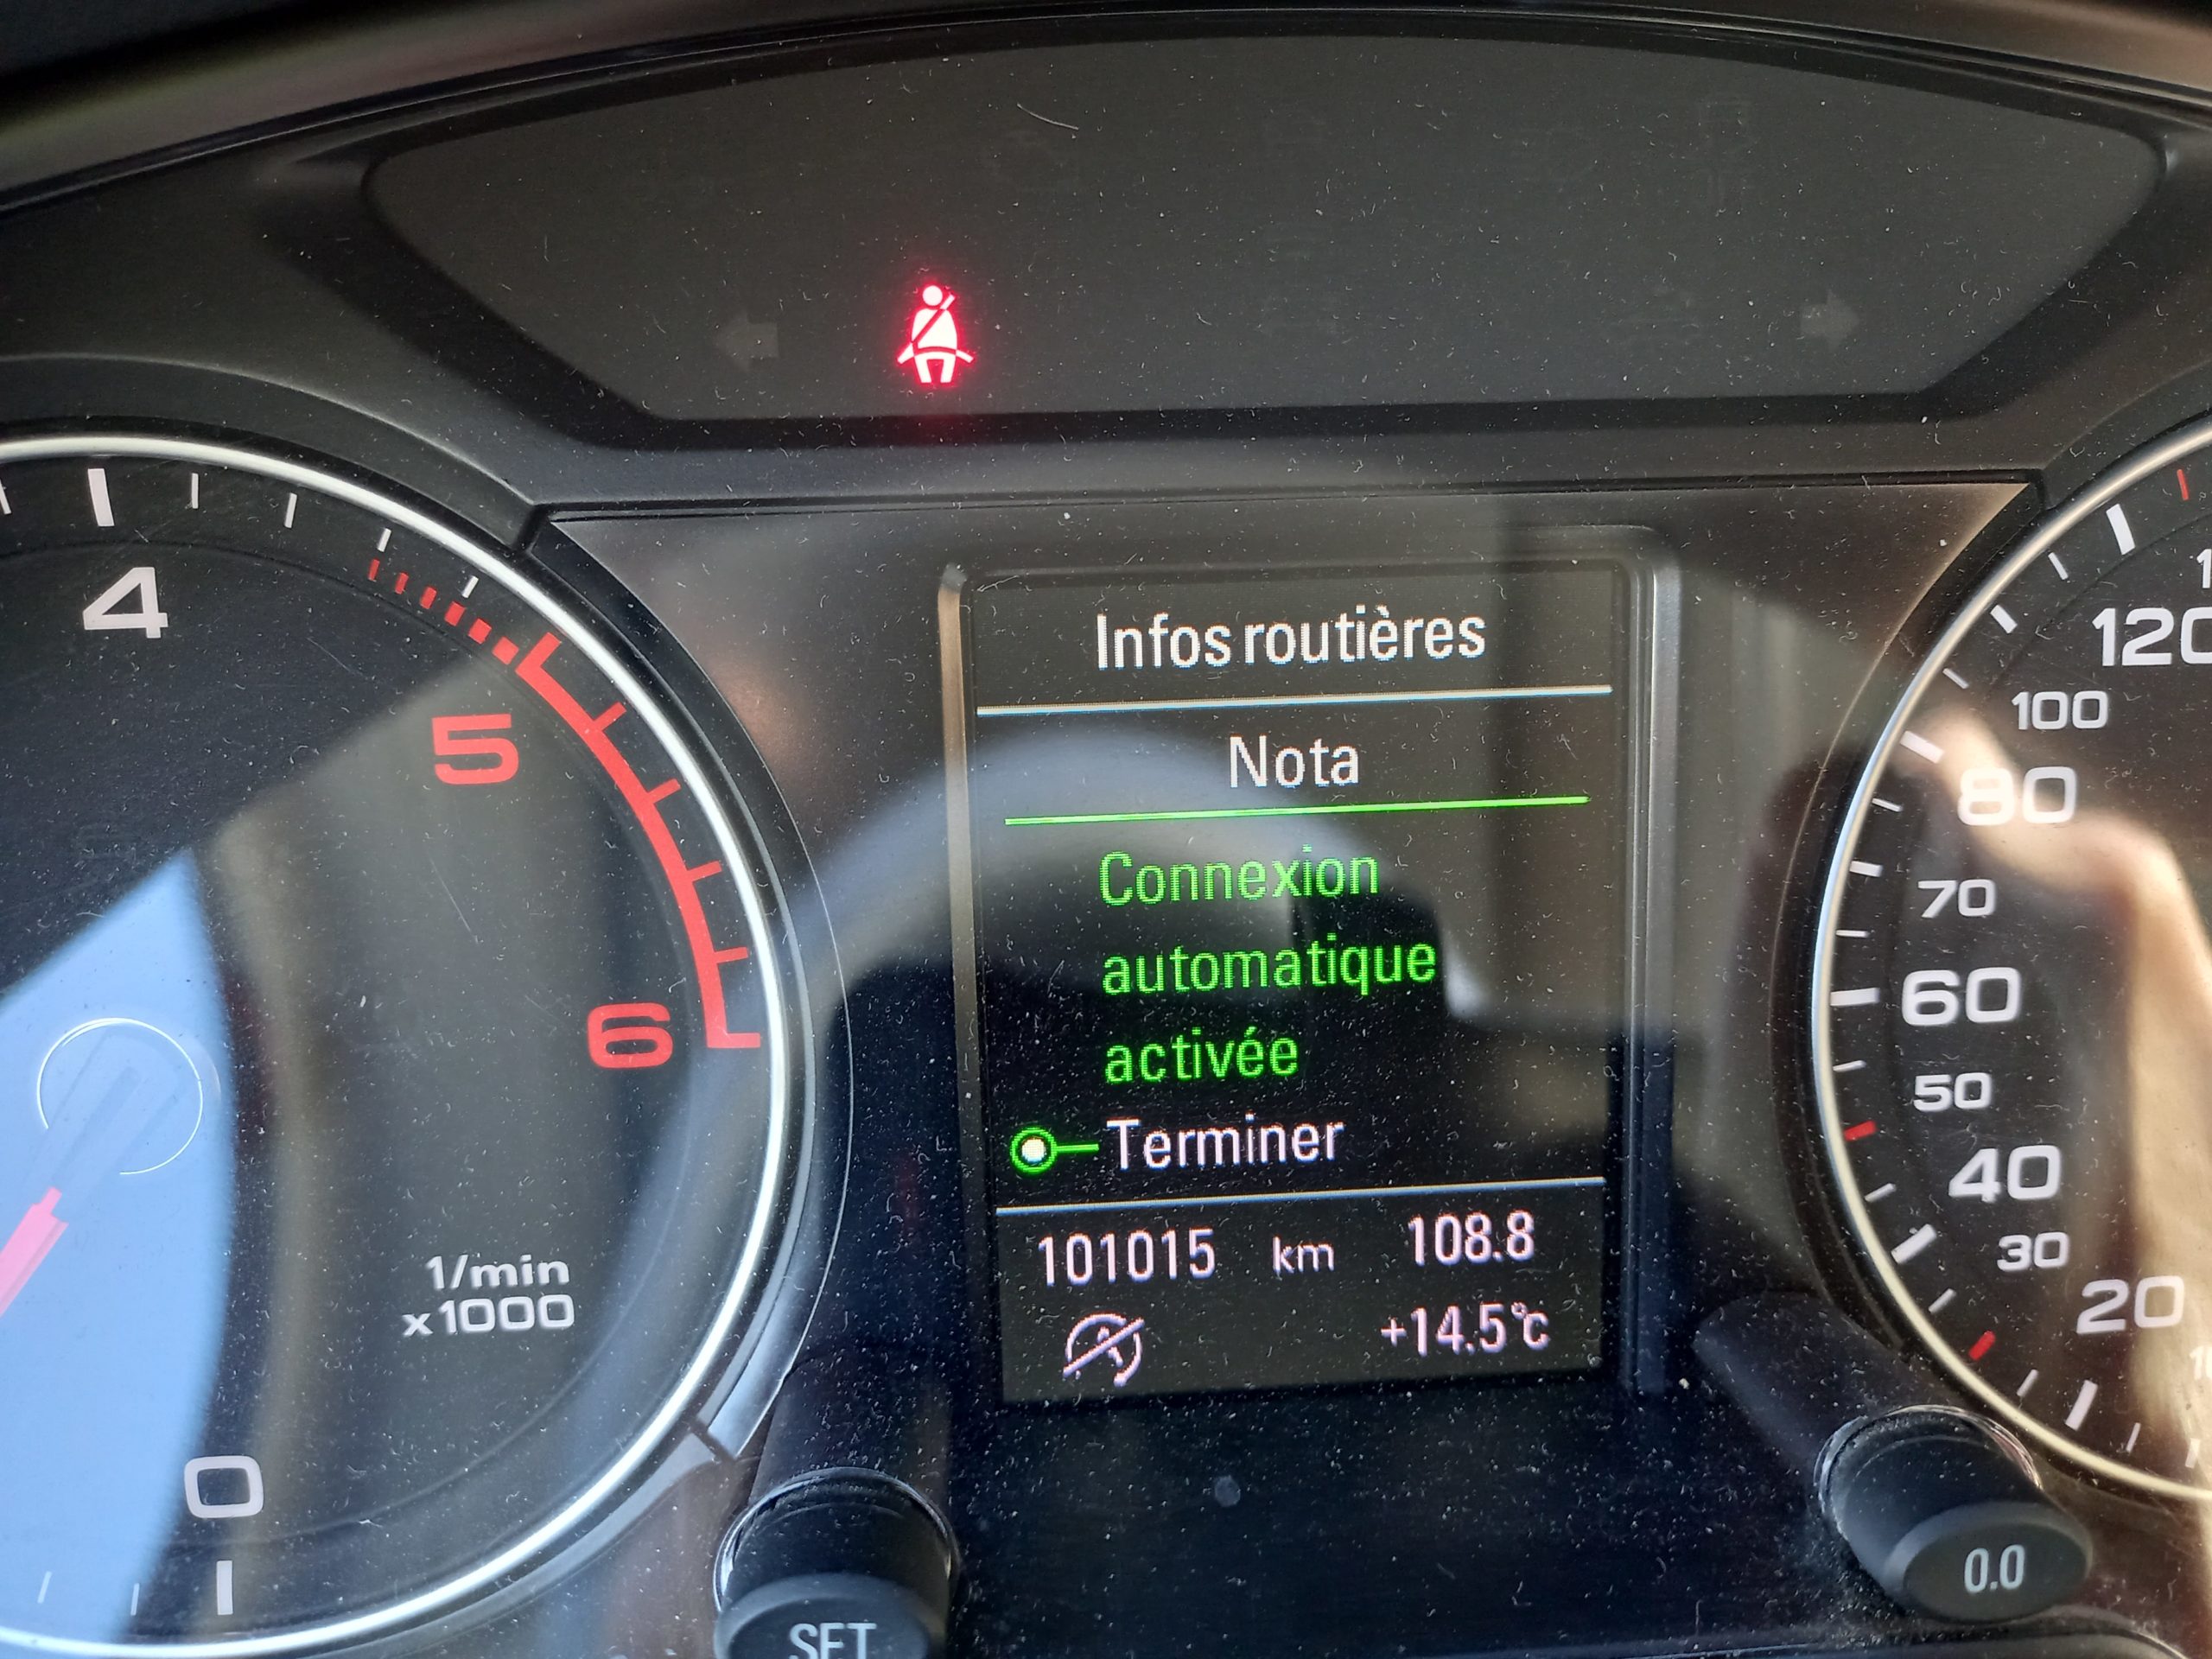 4
5
6
1/min
x1000
0
Infos routières
Nota
Connexion
automatique
activée
Terminer
101015 km 108.8
+14.5°C
120
100
80
70
60
50
40
30
20
SET
0.0